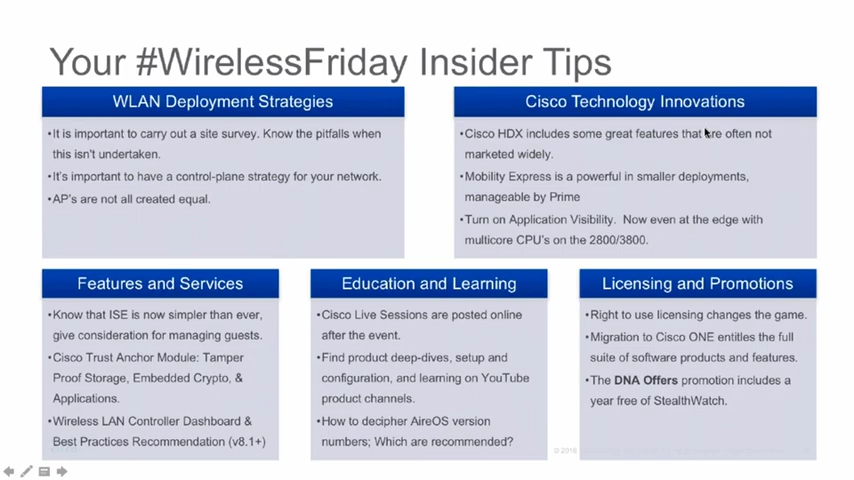 Your #WirelessFriday Insider Tips
WLAN Deployment Strategies
•It is important to carry out a site survey. Know the pitfalls when
this isn't undertaken.
•It's important to have a control-plane strategy for your network.
•AP's are not all created equal.
Cisco Technology Innovations
•Cisco HDX includes some great features that are often not
marketed widely.
•Mobility Express is a powerful in smaller deployments,
manageable by Prime
•Turn on Application Visibility. Now even at the edge with
multicore CPU's on the 2800/3800.
Features and Services
•Know that ISE is now simpler than ever,
give consideration for managing guests.
•Cisco Trust Anchor Module: Tamper
Proof Storage, Embedded Crypto, &
Applications.
•Wireless LAN Controller Dashboard &
Best Practices Recommendation (v8.1+)
Education and Learning
•Cisco Live Sessions are posted online
after the event.
•Find product deep-dives, setup and
configuration, and learning on YouTube
product channels.
•How to decipher AireOS version
numbers; Which are recommended?
Licensing and Promotions
•Right to use licensing changes the game.
•Migration to Cisco ONE entitles the full
suite of software products and features.
•The DNA Offers promotion includes a
year free of StealthWatch.